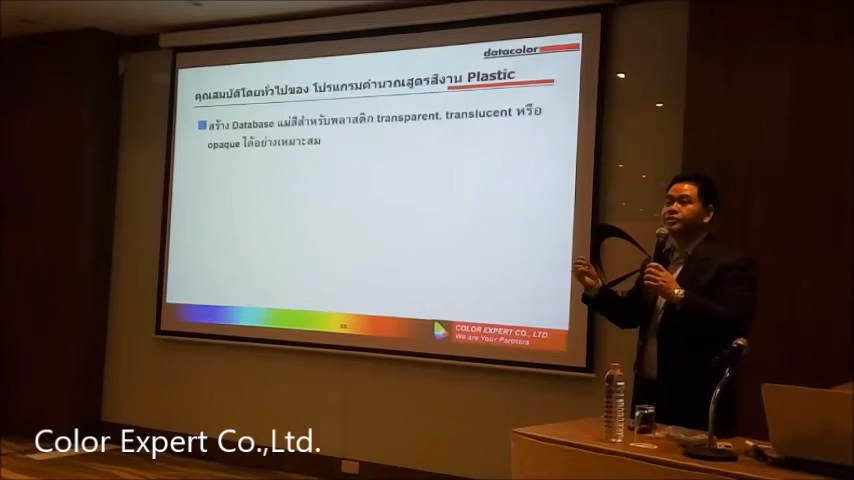 datacolor
คุณสมบัติโดยทั่วไปของ โปรแกรมคำนวณสูตรสีงาน Plastic
สร้าง Database แม่สีสำหรับพลาสติก transparent, translucent หรือ
opaque ได้อย่างเหมาะสม
COLOR EXPERT CO., LTD.
We are Your Partners
Color Expert Co.,Ltd.